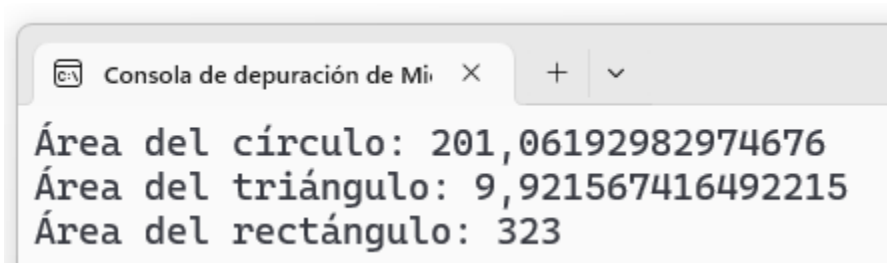 Consola de depuración de Mi
Área del círculo: 201,06192982974676
Área del triángulo: 9,921567416492215
Área del rectángulo: 323